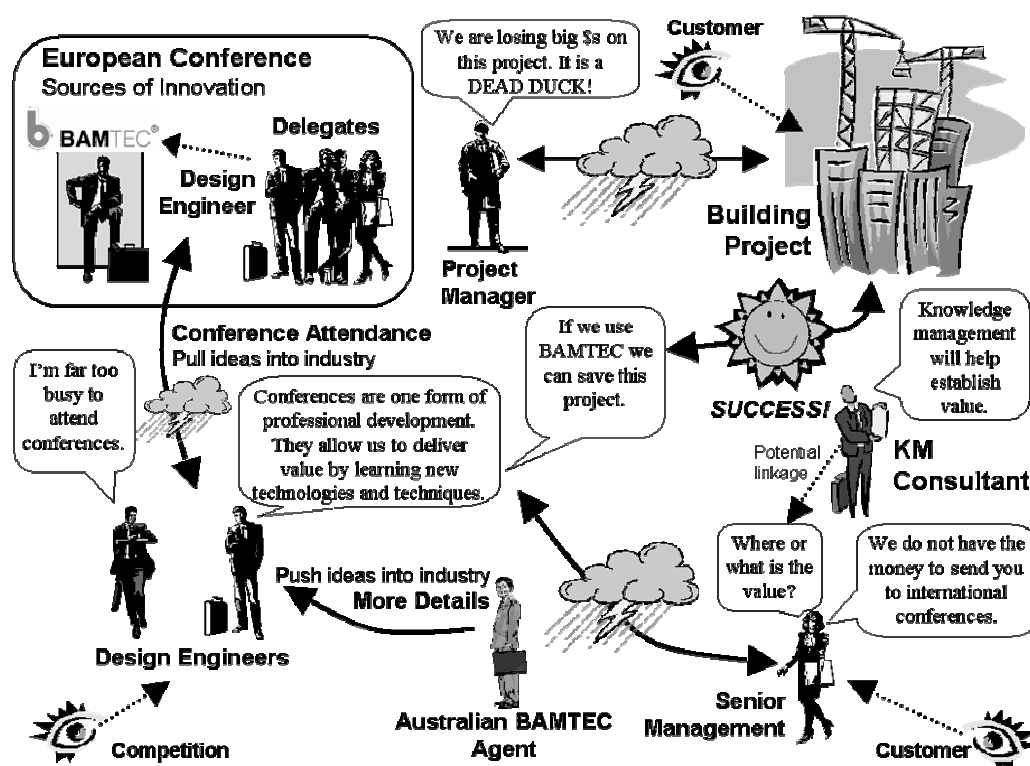 European Conference
Sources of Innovation
b BAMTEC®
Delegates
Design
Engineer
We are losing big $s on
this project. It is a
DEAD DUCK!
Project
Manager
Customer
Building
Project
Conference Attendance
Pull ideas into industry
I'm far too
busy to
attend
conferences.
Conferences are one form of
professional development.
They allow us to deliver
value by learning new
technologies and techniques.
If we use
BAMTEC we
can save this
project.
SUCCESS!
Knowledge
management
will help
establish
value.
KM
Consultant
Potential
linkage
Where or
what is the
value?
We do not have the
money to send you
to international
conferences.
Push ideas into industry
More Details
Design Engineers
Competition
Australian BAMTEC
Agent
Senior
Management
Customer